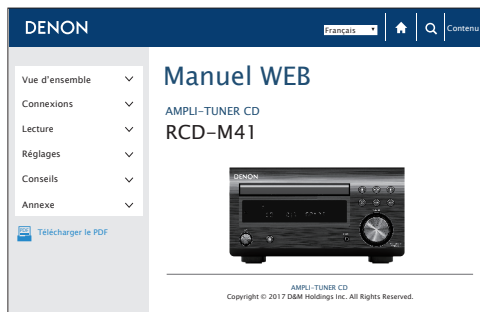 DENON
Français
Contenu
Vue d'ensemble
Connexions
Lecture
Réglages
Conseils
Annexe
Télécharger le PDF
Manuel WEB
AMPLI-TUNER CD
RCD-M41
DENON
AMPLI-TUNER CD
Copyright © 2017 D&M Holdings Inc. All Rights Reserved.